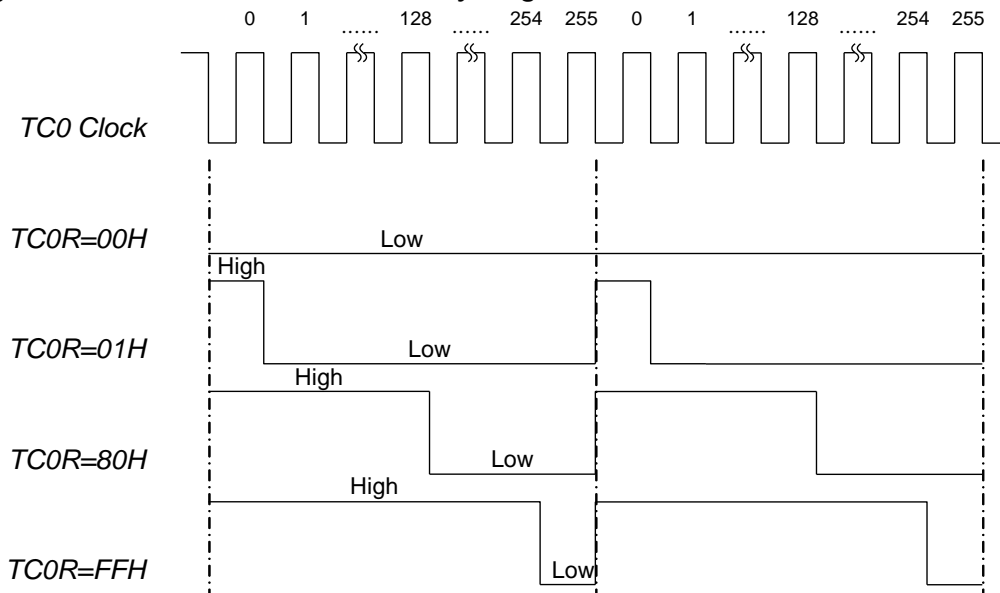 0 1 ...... 128 ...... 254 255 0 1 ...... 128 ...... 254 255
TC0 Clock
TC0R=00H
Low
High
TC0R=01H
Low
High
TC0R=80H
Low
High
TC0R=FFH
Low